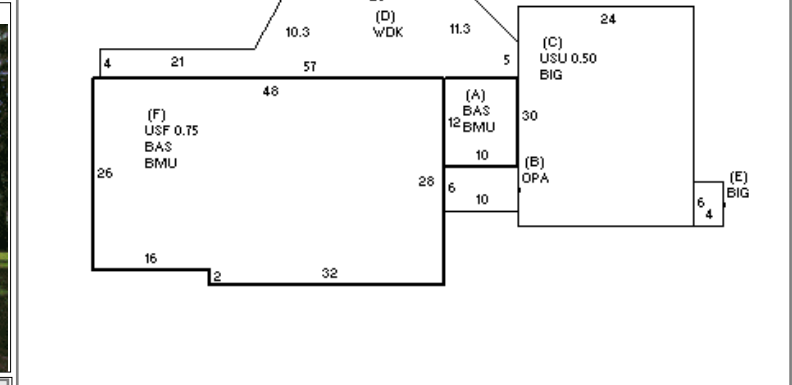 24
(D)
WDK
10.3
11.3
(C)
USU 0.50
BIG
4
21
57
5
48
(A)
BAS
BMU
12
10
30
(F)
USF 0.75
BAS
BMU
26
28
(B)
OPA
6
10
(E)
BIG
6
4
16
2
32